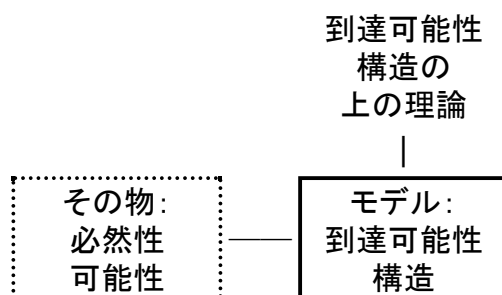 到達可能性
構造の
上の理論
その物:
必然性
可能性
モデル:
到達可能性
構造